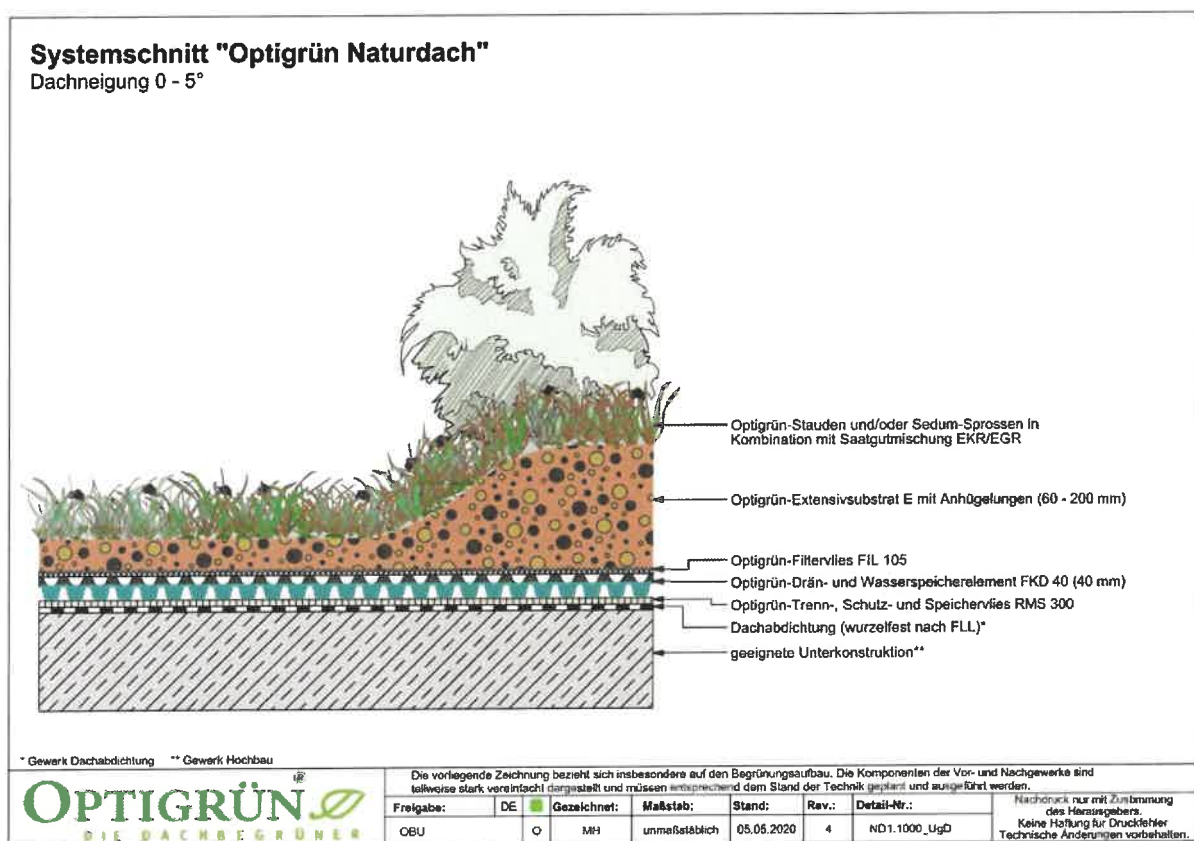 Systemschnitt "Optigrün Naturdach"
Dachneigung 0 - 5°
Optigrün-Stauden und/oder Sedum-Sprossen in
Kombination mit Saatgutmischung EKR/EGR
Optigrün-Extensivsubstrat E mit Anhügelungen (60 - 200 mm)
Optigrün-Filtervlies FIL 105
Optigrün-Drän- und Wasserspeicherelement FKD 40 (40 mm)
Optigrün-Trenn-, Schutz- und Speichervlies RMS 300
Dachabdichtung (wurzelfest nach FLL)*
geeignete Unterkonstruktion**
* Gewerk Dachabdichtung ** Gewerk Hochbau
OPTIGRÜN ®
DIE DACHBEGRÜNER
Die vorliegende Zeichnung bezieht sich insbesondere auf den Begrünungsaufbau. Die Komponenten der Vor- und Nachgewerke sind
teilweise stark vereinfacht dargestellt und müssen entsprechend dem Stand der Technik geplant und ausgeführt werden.
Freigabe: DE Gezeichnet: Maßstab: Stand: Rev.: Detail-Nr.:
OBU O MH unmaßstäblich 05.05.2020 4 ND1.1000_UgD
Nachdruck nur mit Zustimmung
des Herausgebers.
Keine Haftung für Druckfehler
Technische Änderungen vorbehalten.